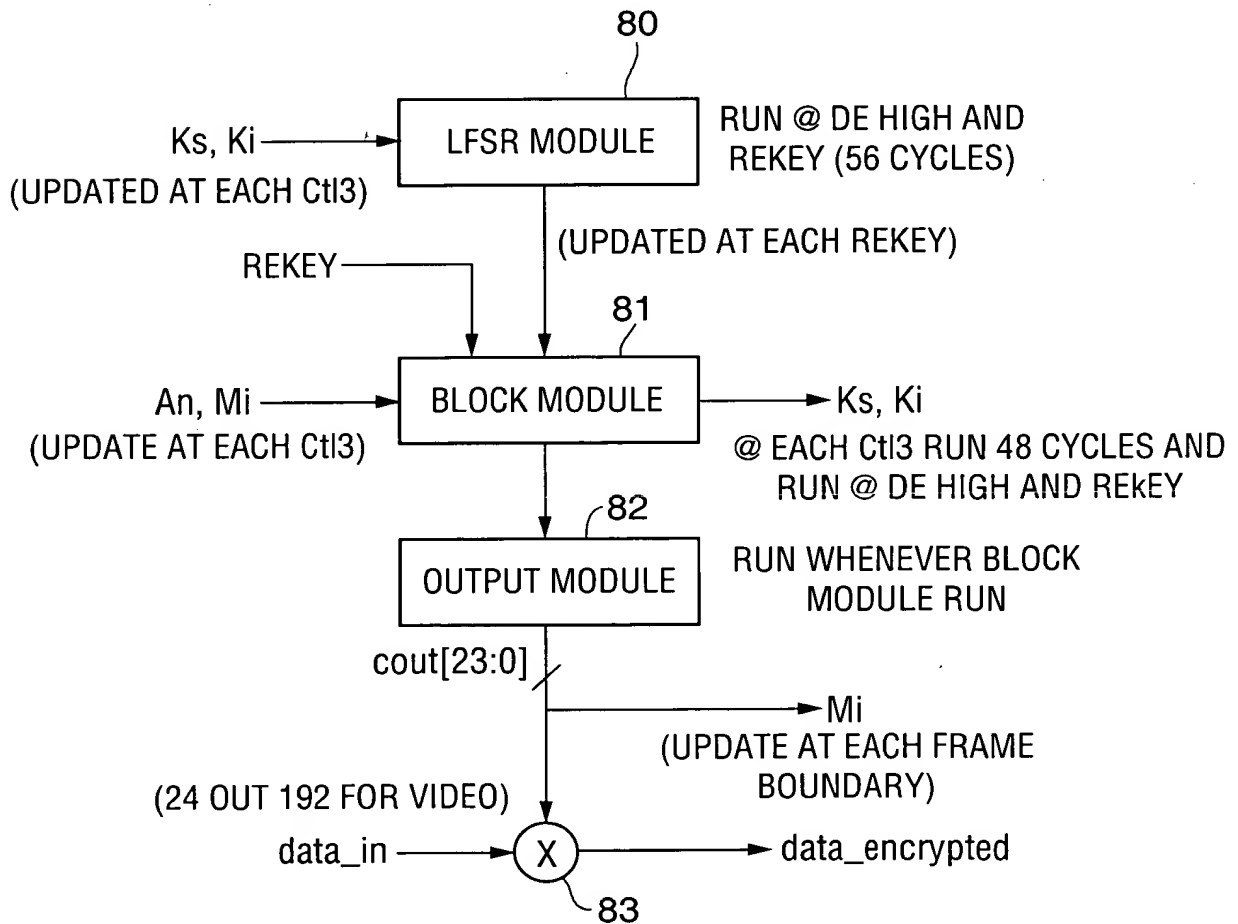 80
Ks, Ki
(UPDATED AT EACH Ctl3)
LFSR MODULE
RUN @ DE HIGH AND
REKEY (56 CYCLES)
(UPDATED AT EACH REKEY)
REKEY
81
An, Mi
(UPDATE AT EACH Ctl3)
BLOCK MODULE
Ks, Ki
@ EACH Ctl3 RUN 48 CYCLES AND
RUN @ DE HIGH AND REkEY
82
OUTPUT MODULE
RUN WHENEVER BLOCK
MODULE RUN
cout[23:0]
Mi
(UPDATE AT EACH FRAME
BOUNDARY)
(24 OUT 192 FOR VIDEO)
data_in
X
data_encrypted
83